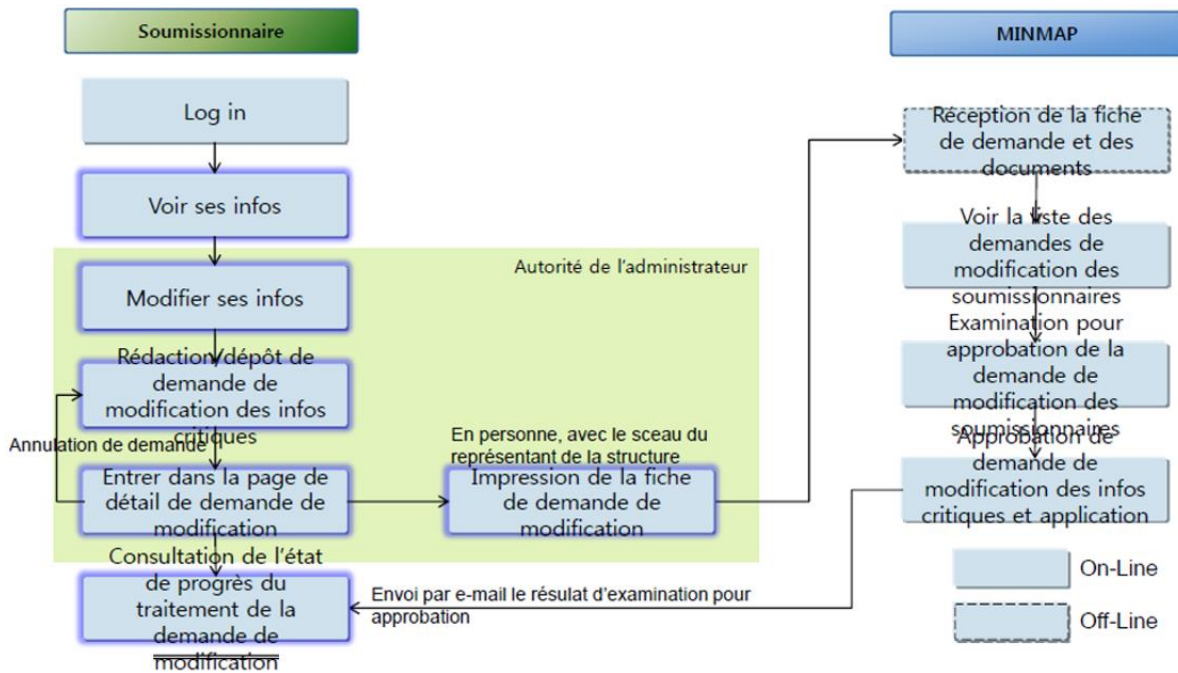 Soumissionnaire
MINMAP
Log in
Voir ses infos
Autorité de l'administrateur
Modifier ses infos
Rédaction/dépôt de
demande de
modification des infos
critiques
Annulation de demande
Entrer dans la page de
détail de demande de
modification
En personne, avec le sceau du
représentant de la structure
Impression de la fiche
de demande de
modification
Consultation de l'état
de progrès du
traitement de la
demande de
modification
Envoi par e-mail le résulat d'examination pour
approbation
Réception de la fiche
de demande et des
documents
Voir la liste des
demandes de
modification des
soumissionnaires
Examination pour
approbation de la
demande de
modification des
soumissionnaires
Approbation de
demande de
modification des infos
critiques et application
On-Line
Off-Line